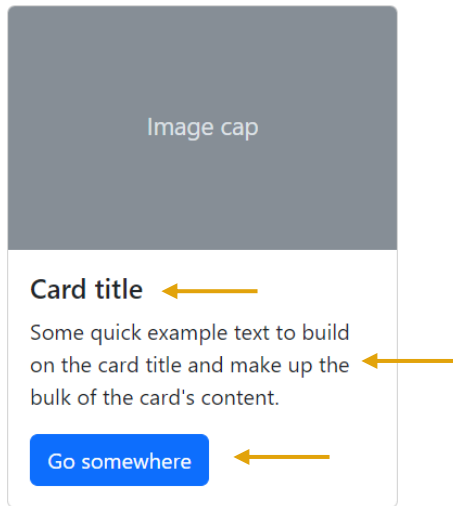 Image cap
Card title
Some quick example text to build
on the card title and make up the
bulk of the card's content.
Go somewhere